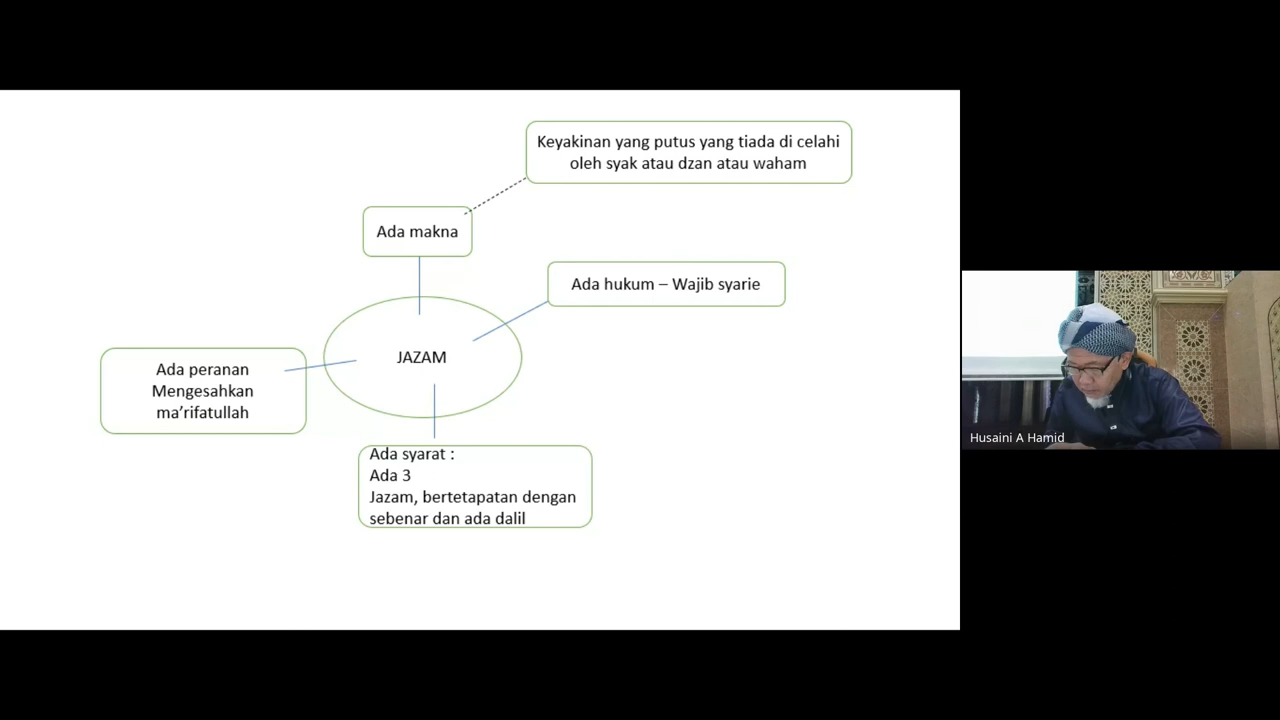 Keyakinan yang putus yang tiada di celahi
oleh syak atau dzan atau waham
Ada makna
Ada hukum – Wajib syarie
JAZAM
Ada peranan
Mengesahkan
ma’rifatullah
Ada syarat :
Ada 3
Jazam, bertetapatan dengan
sebenar dan ada dalil
Husaini A Hamid